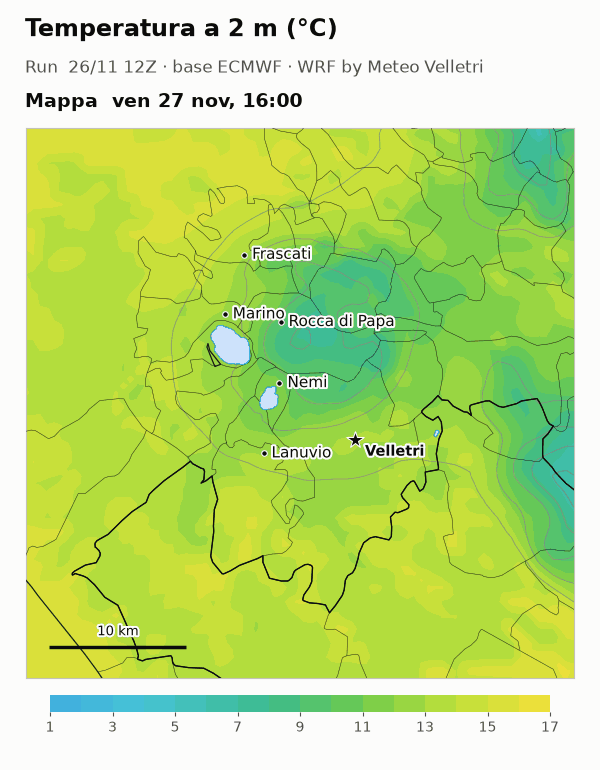 Temperatura a 2 m (°C)
Run  26/11 12Z · base ECMWF · WRF by Meteo Velletri
Mappa  ven 27 nov, 16:00
Frascati
Marino
Rocca di Papa
Nemi
Velletri
Lanuvio
10 km
1 3 5 7 9 11 13 15 17